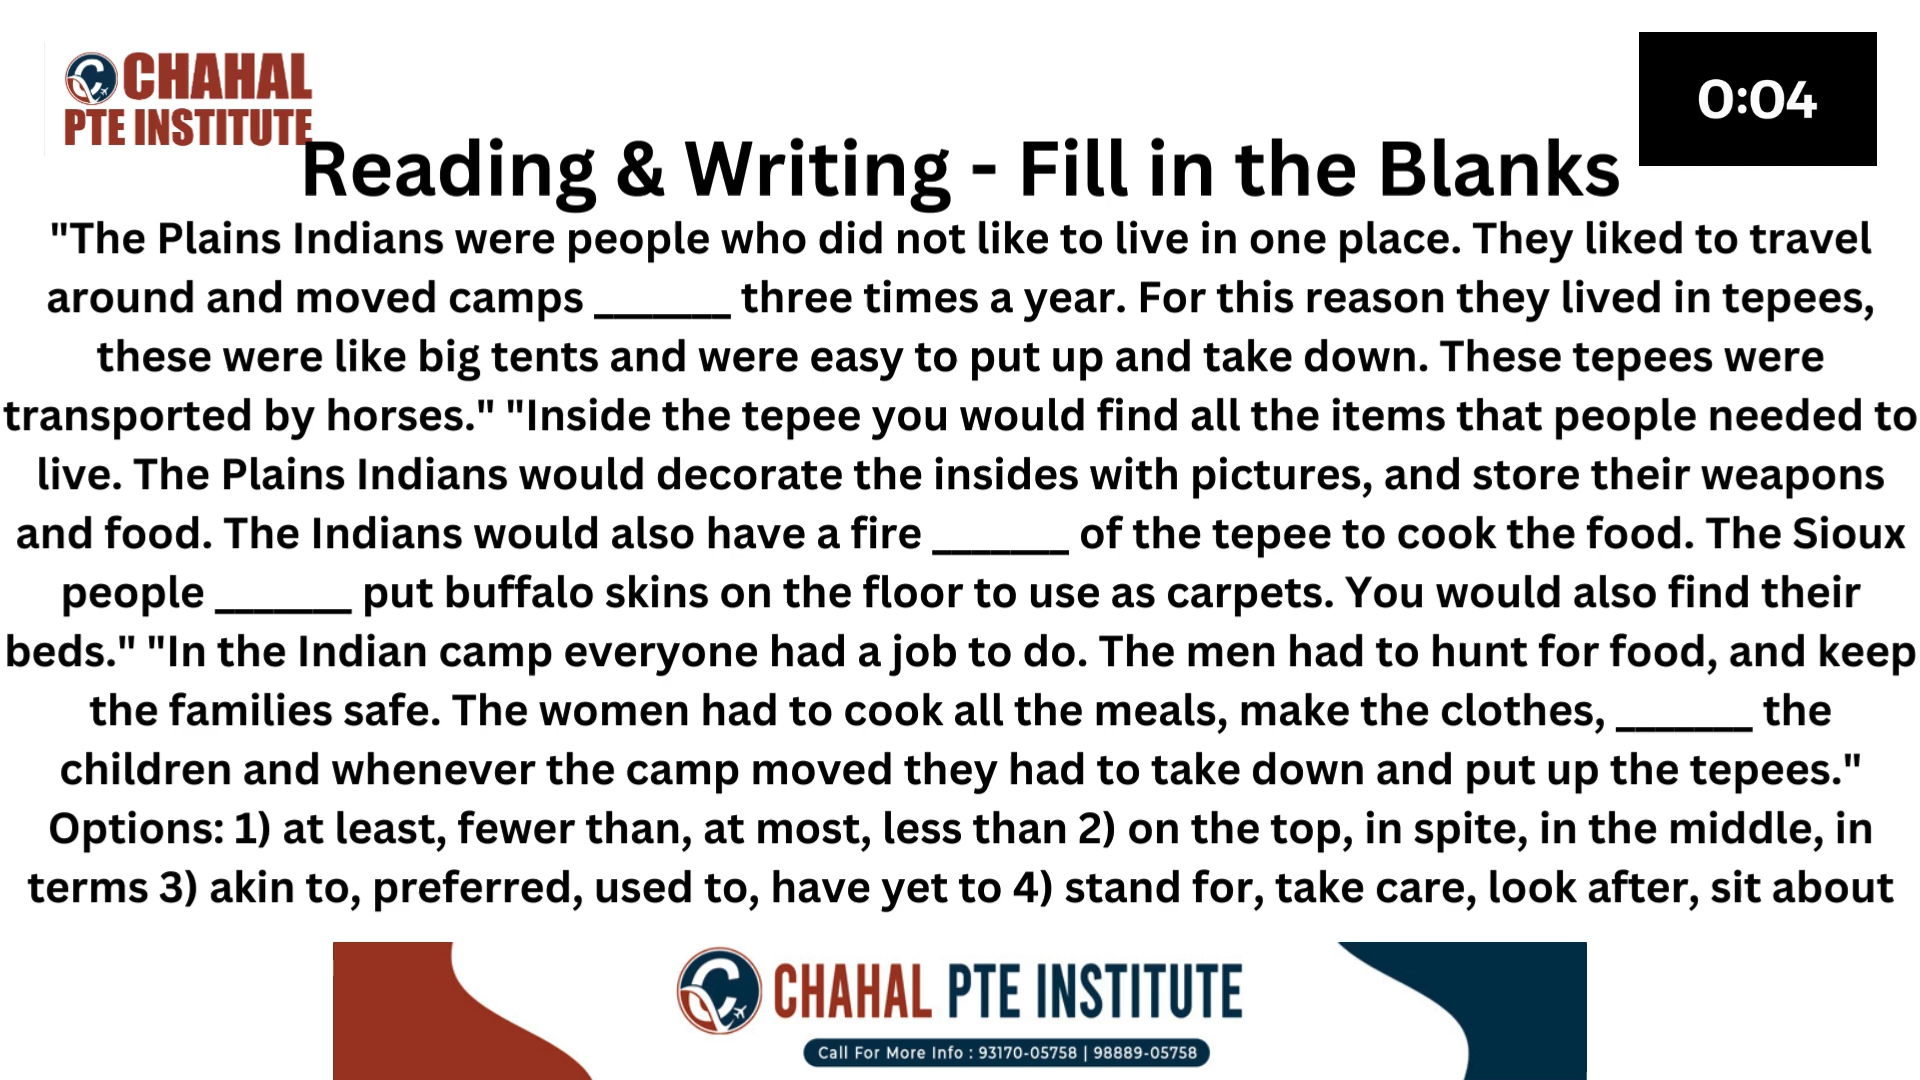 CHAHAL
PTE INSTITUTE
0:04
Reading & Writing - Fill in the Blanks
"The Plains Indians were people who did not like to live in one place. They liked to travel
around and moved camps _______ three times a year. For this reason they lived in tepees,
these were like big tents and were easy to put up and take down. These tepees were
transported by horses." "Inside the tepee you would find all the items that people needed to
live. The Plains Indians would decorate the insides with pictures, and store their weapons
and food. The Indians would also have a fire _______ of the tepee to cook the food. The Sioux
people _______ put buffalo skins on the floor to use as carpets. You would also find their
beds." "In the Indian camp everyone had a job to do. The men had to hunt for food, and keep
the families safe. The women had to cook all the meals, make the clothes, _______ the
children and whenever the camp moved they had to take down and put up the tepees."
Options: 1) at least, fewer than, at most, less than 2) on the top, in spite, in the middle, in
terms 3) akin to, preferred, used to, have yet to 4) stand for, take care, look after, sit about
CHAHAL PTE INSTITUTE
Call For More Info : 93170-05758 | 98889-05758